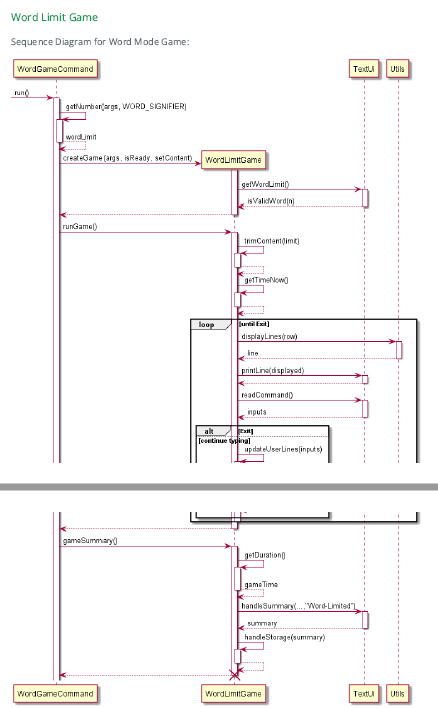 Word Limit Game
Sequence Diagram for Word Mode Game:
WordGameCommand
TextUi
Utils
run()
getNumber(args, WORD_SIGNIFIER)
wordLimit
createGame(args, isReady, setContent)
WordLimitGame
getWordLimit()
isValidWord(n)
runGame()
trimContent(limit)
getTimeNow()
loop
[until Exit]
displayLines(row)
line
printLine(displayed)
readCommand()
inputs
alt
[Exit]
[continue typing]
updateUserLines(inputs)
gameSummary()
getDuration()
gameTime
handleSummary(...,"Word-Limited")
summary
handleStorage(summary)
WordGameCommand
WordLimitGame
TextUi
Utils